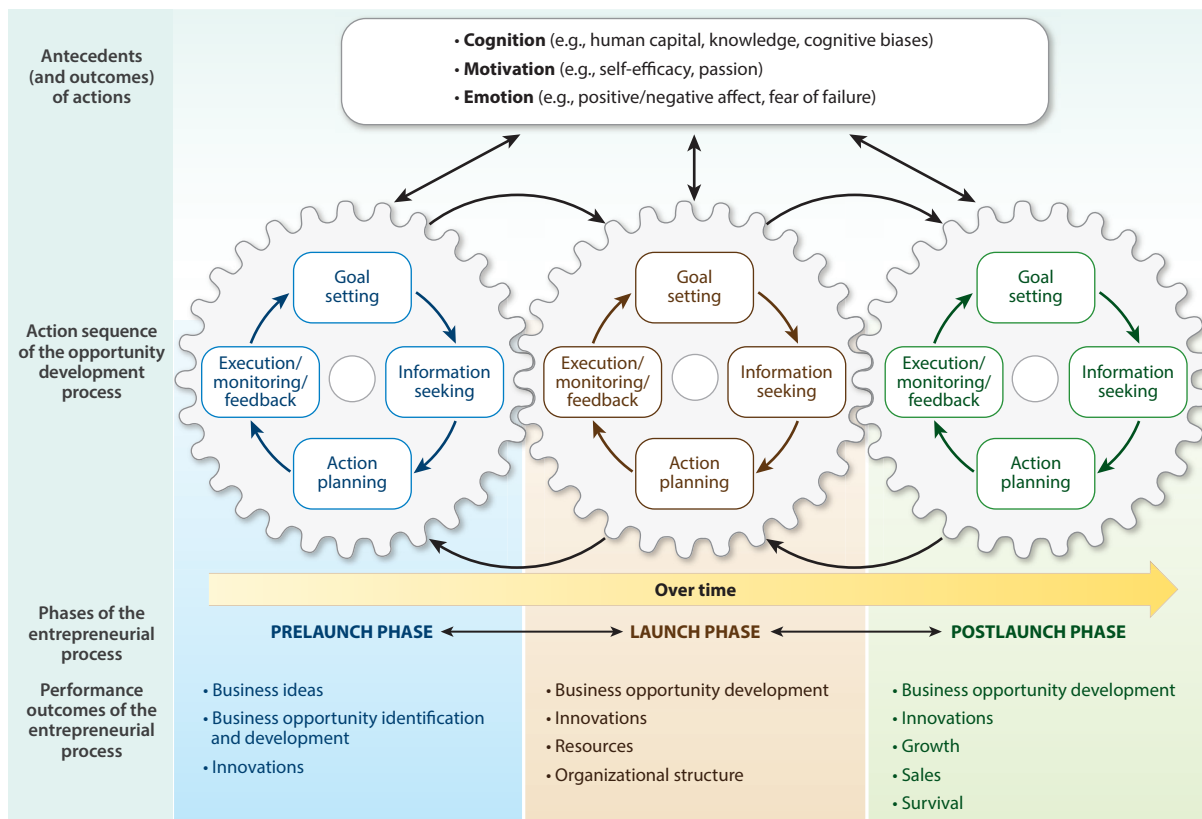 Antecedents
(and outcomes)
of actions
• Cognition (e.g., human capital, knowledge, cognitive biases)
• Motivation (e.g., self-efficacy, passion)
• Emotion (e.g., positive/negative affect, fear of failure)
Action sequence
of the opportunity
development
process
Goal
setting
Information
seeking
Action
planning
Execution/
monitoring/
feedback
Goal
setting
Information
seeking
Action
planning
Execution/
monitoring/
feedback
Goal
setting
Information
seeking
Action
planning
Execution/
monitoring/
feedback
Over time
Phases of the
entrepreneurial
process
PRELAUNCH PHASE
LAUNCH PHASE
POSTLAUNCH PHASE
Performance
outcomes of the
entrepreneurial
process
• Business ideas
• Business opportunity identification
and development
• Innovations
• Business opportunity development
• Innovations
• Resources
• Organizational structure
• Business opportunity development
• Innovations
• Growth
• Sales
• Survival